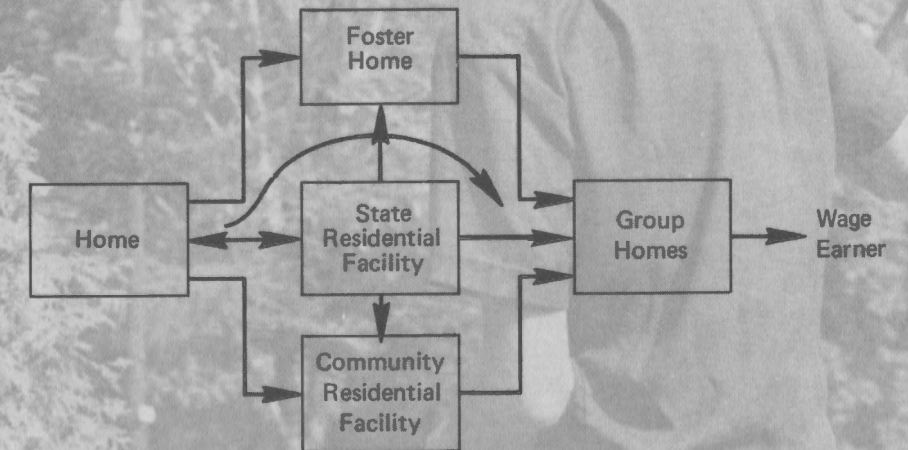 Foster
Home
Home
State
Residential
Facility
Group
Homes
Wage
Earner
Community
Residential
Facility